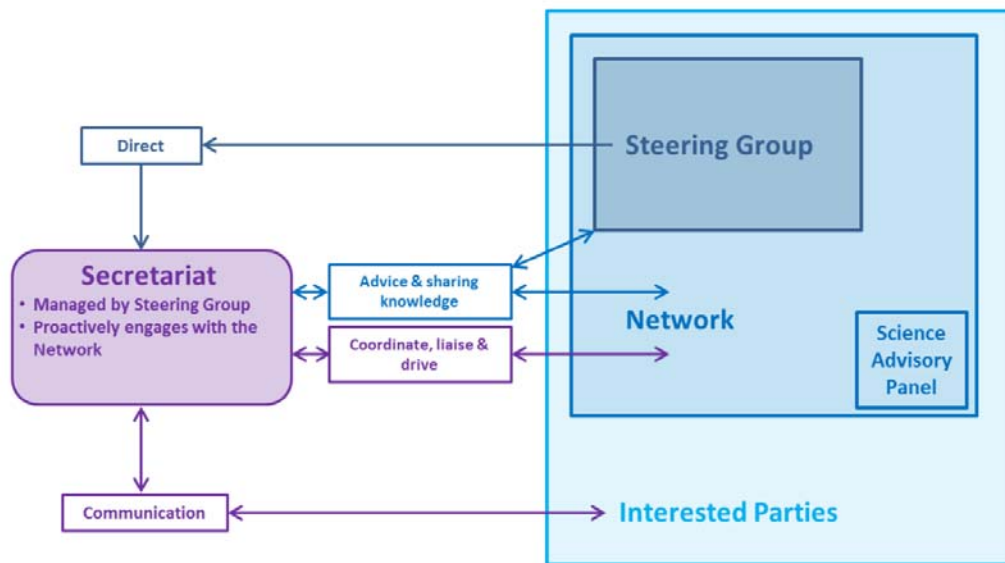 Direct
Steering Group
Secretariat
• Managed by Steering Group
• Proactively engages with the
Network
Advice & sharing
knowledge
Coordinate, liaise &
drive
Network
Science
Advisory
Panel
Communication
Interested Parties